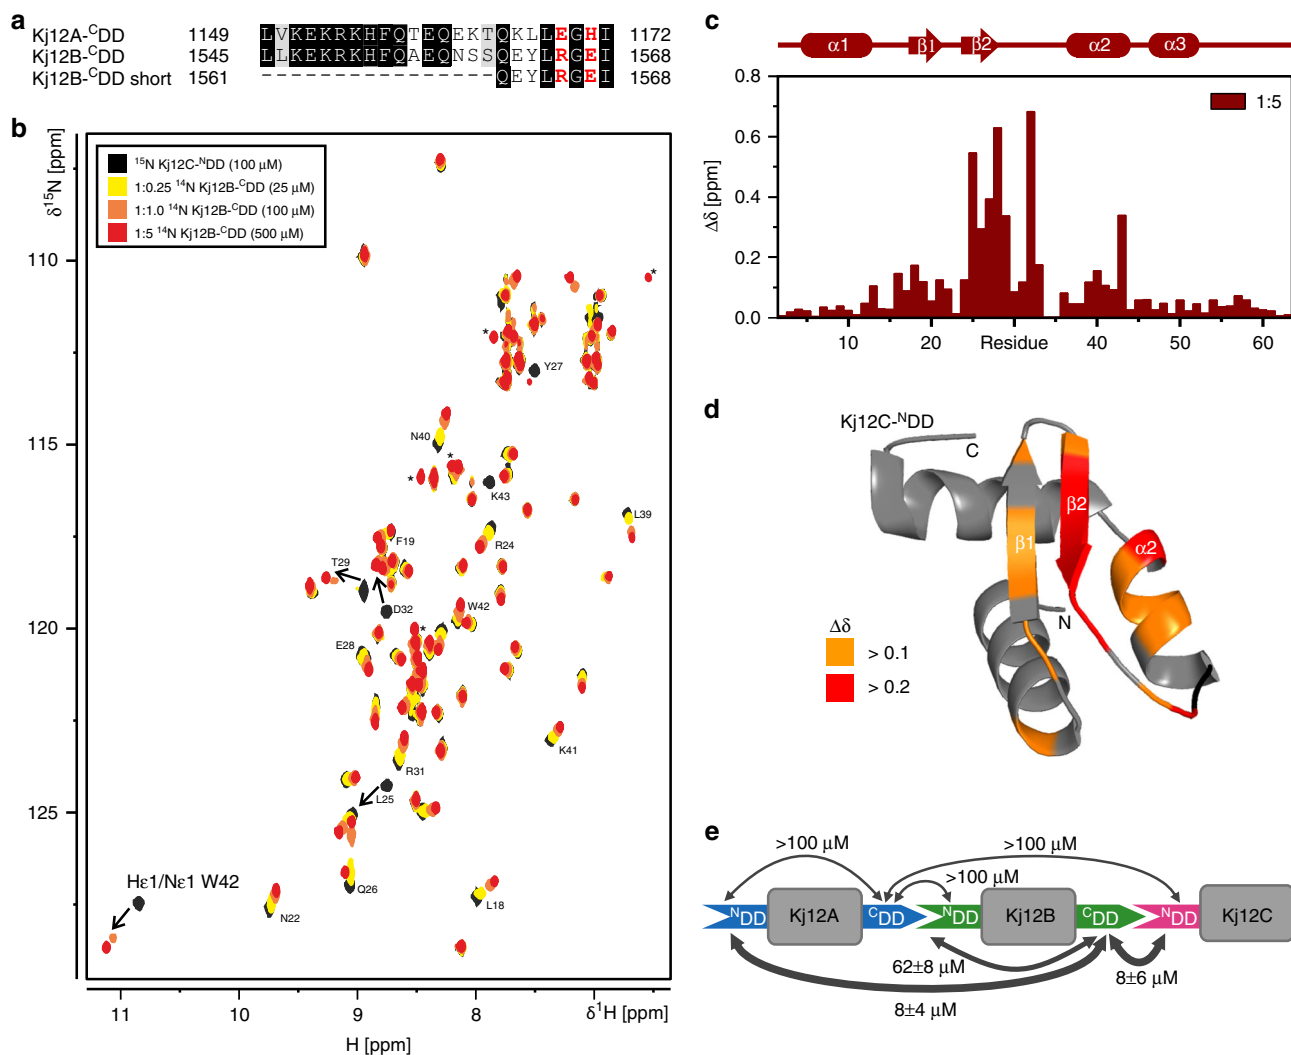 a
Kj12A-ᶜDD 1149 LVKEKRKHFQTEQEKTQKLLEGHI 1172
Kj12B-ᶜDD 1545 LLKEKRKHFQAEQNSSQEYLRGEI 1568
Kj12B-ᶜDD short 1561 ----------------QEYLRGEI 1568
b
δ¹⁵N [ppm]
¹⁵N Kj12C-ᴺDD (100 µM)
1:0.25 ¹⁴N Kj12B-ᶜDD (25 µM)
1:1.0 ¹⁴N Kj12B-ᶜDD (100 µM)
1:5 ¹⁴N Kj12B-ᶜDD (500 µM)
110
*
*
Y27
115
N40
*
*
K43
L39
F19
R24
T29
D32
W42
120
*
E28
K41
R31
L25
125
Q26
Hε1/Nε1 W42
N22
L18
11 10 9 8 δ¹H [ppm]
H [ppm]
c
α1 β1 β2 α2 α3
0.8
0.6
0.4
0.2
0.0
Δδ [ppm]
1:5
10 20 Residue 40 50 60
d
Kj12C-ᴺDD
C
β2
β1
α2
N
Δδ
> 0.1
> 0.2
e
>100 µM
>100 µM
>100 µM
ᴺDD Kj12A ᶜDD ᴺDD Kj12B ᶜDD ᴺDD Kj12C
62±8 µM
8±6 µM
8±4 µM